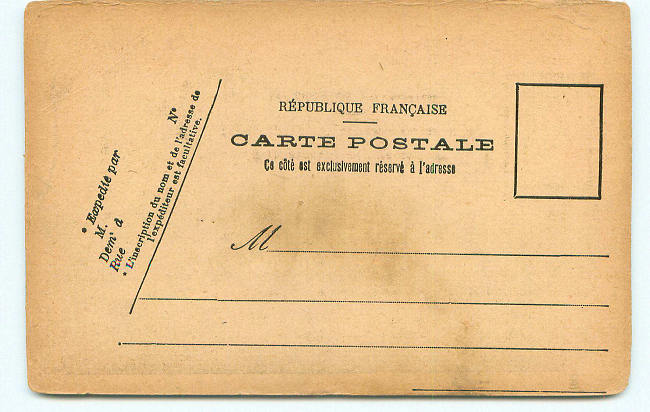 RÉPUBLIQUE FRANÇAISE
CARTE POSTALE
Ce côté est exclusivement réservé à l'adresse
M
* Expédié par
M.
Demt à
Rue N°
* L'inscription du nom et de l'adresse de
l'expéditeur est facultative.